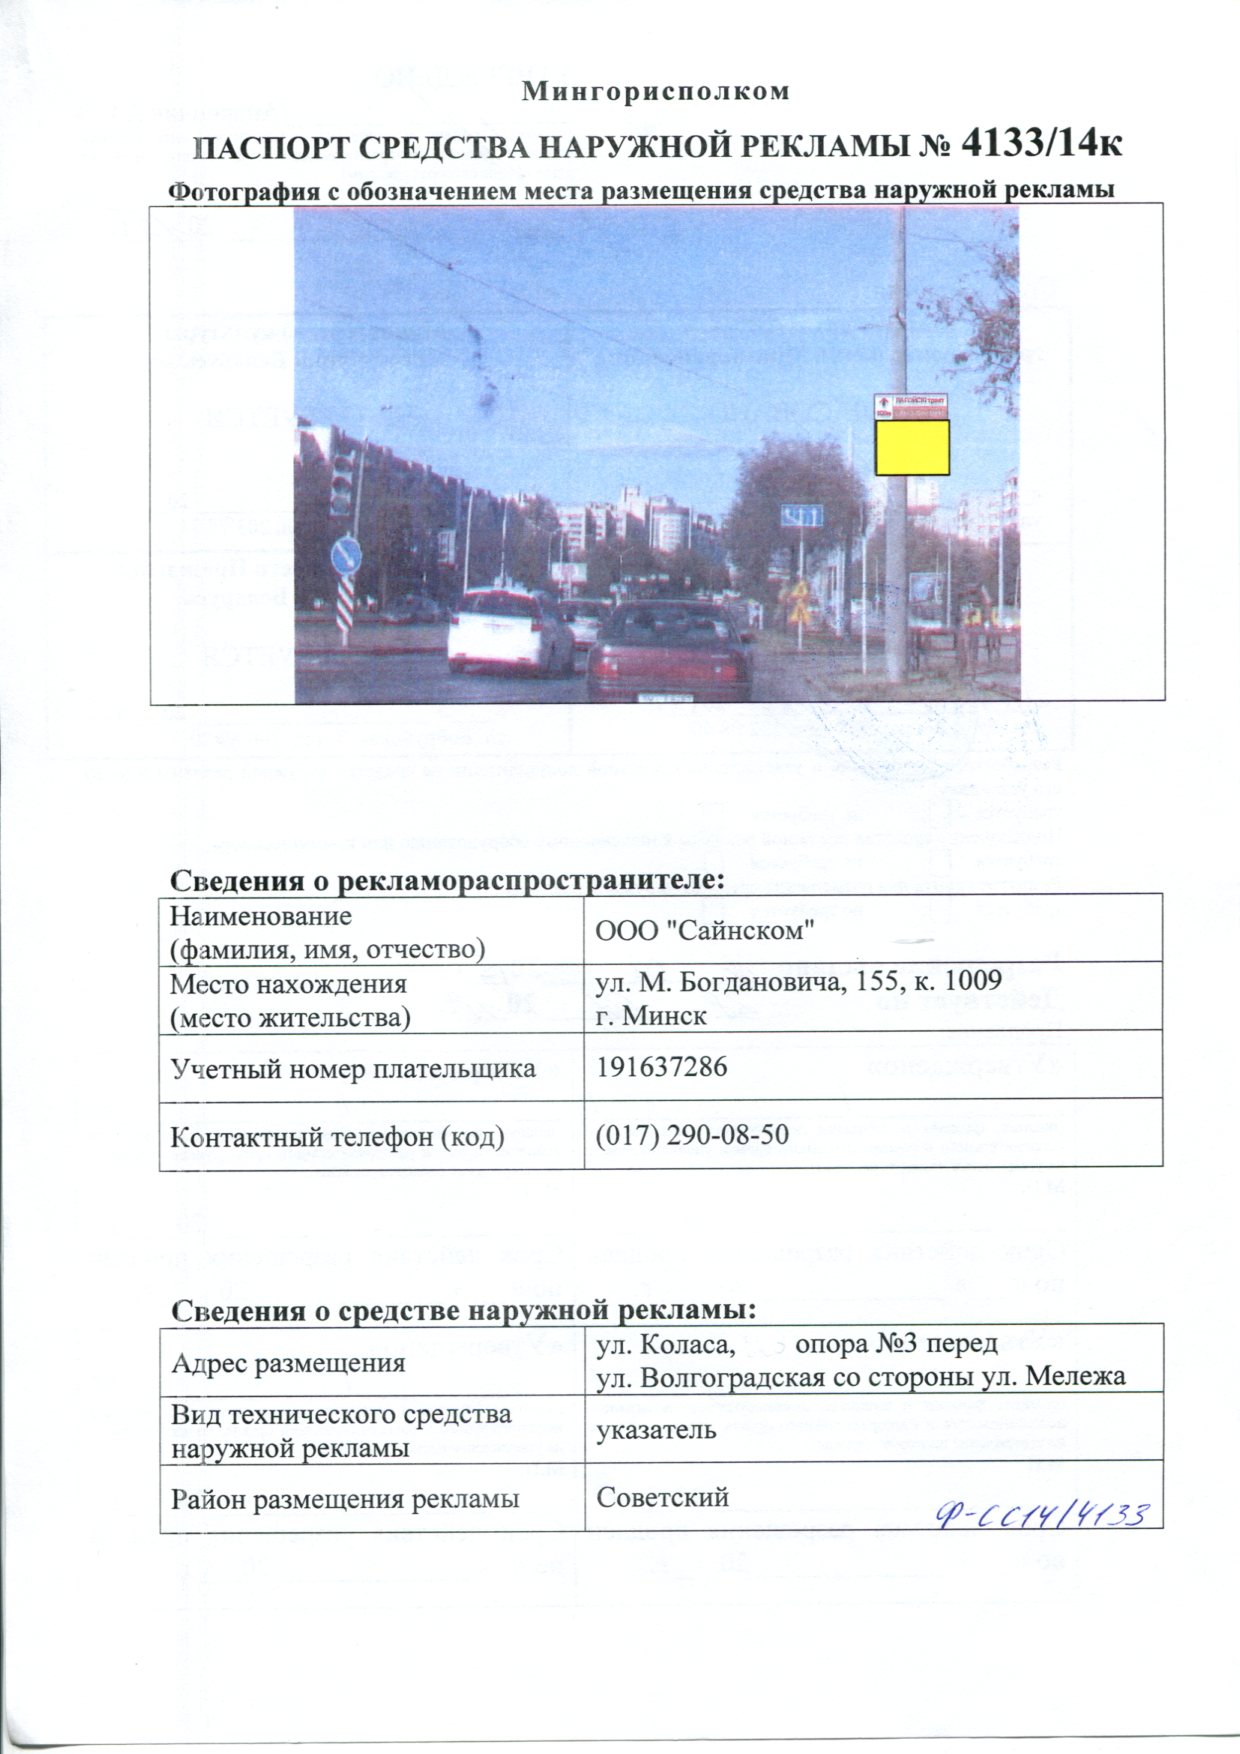 Мингорисполком
ПАСПОРТ СРЕДСТВА НАРУЖНОЙ РЕКЛАМЫ № 4133/14к
Фотография с обозначением места размещения средства наружной рекламы
Сведения о рекламораспространителе:
Наименование
(фамилия, имя, отчество)
ООО "Сайнском"
Место нахождения
(место жительства)
ул. М. Богдановича, 155, к. 1009
г. Минск
Учетный номер плательщика
191637286
Контактный телефон (код)
(017) 290-08-50
Сведения о средстве наружной рекламы:
Адрес размещения
ул. Коласа, опора №3 перед
ул. Волгоградская со стороны ул. Мележа
Вид технического средства
наружной рекламы
указатель
Район размещения рекламы
Советский
Ф-СС14/4133